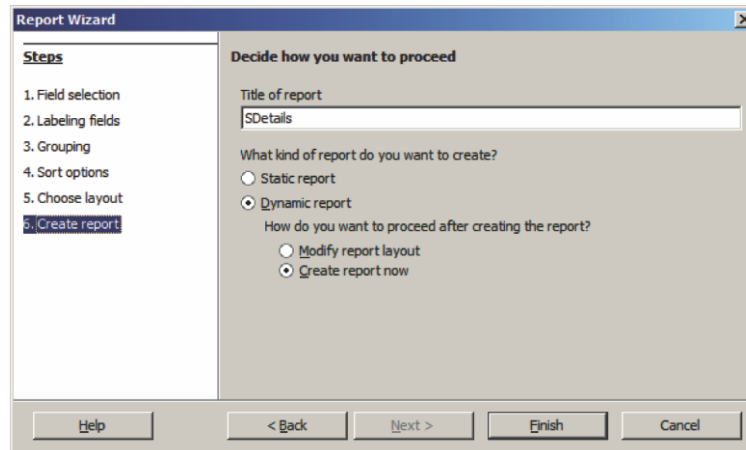 Report Wizard
Steps
1. Field selection
2. Labeling fields
3. Grouping
4. Sort options
5. Choose layout
6. Create report
Decide how you want to proceed
Title of report
SDetails
What kind of report do you want to create?
Static report
Dynamic report
How do you want to proceed after creating the report?
Modify report layout
Create report now
Help
< Back
Next >
Finish
Cancel